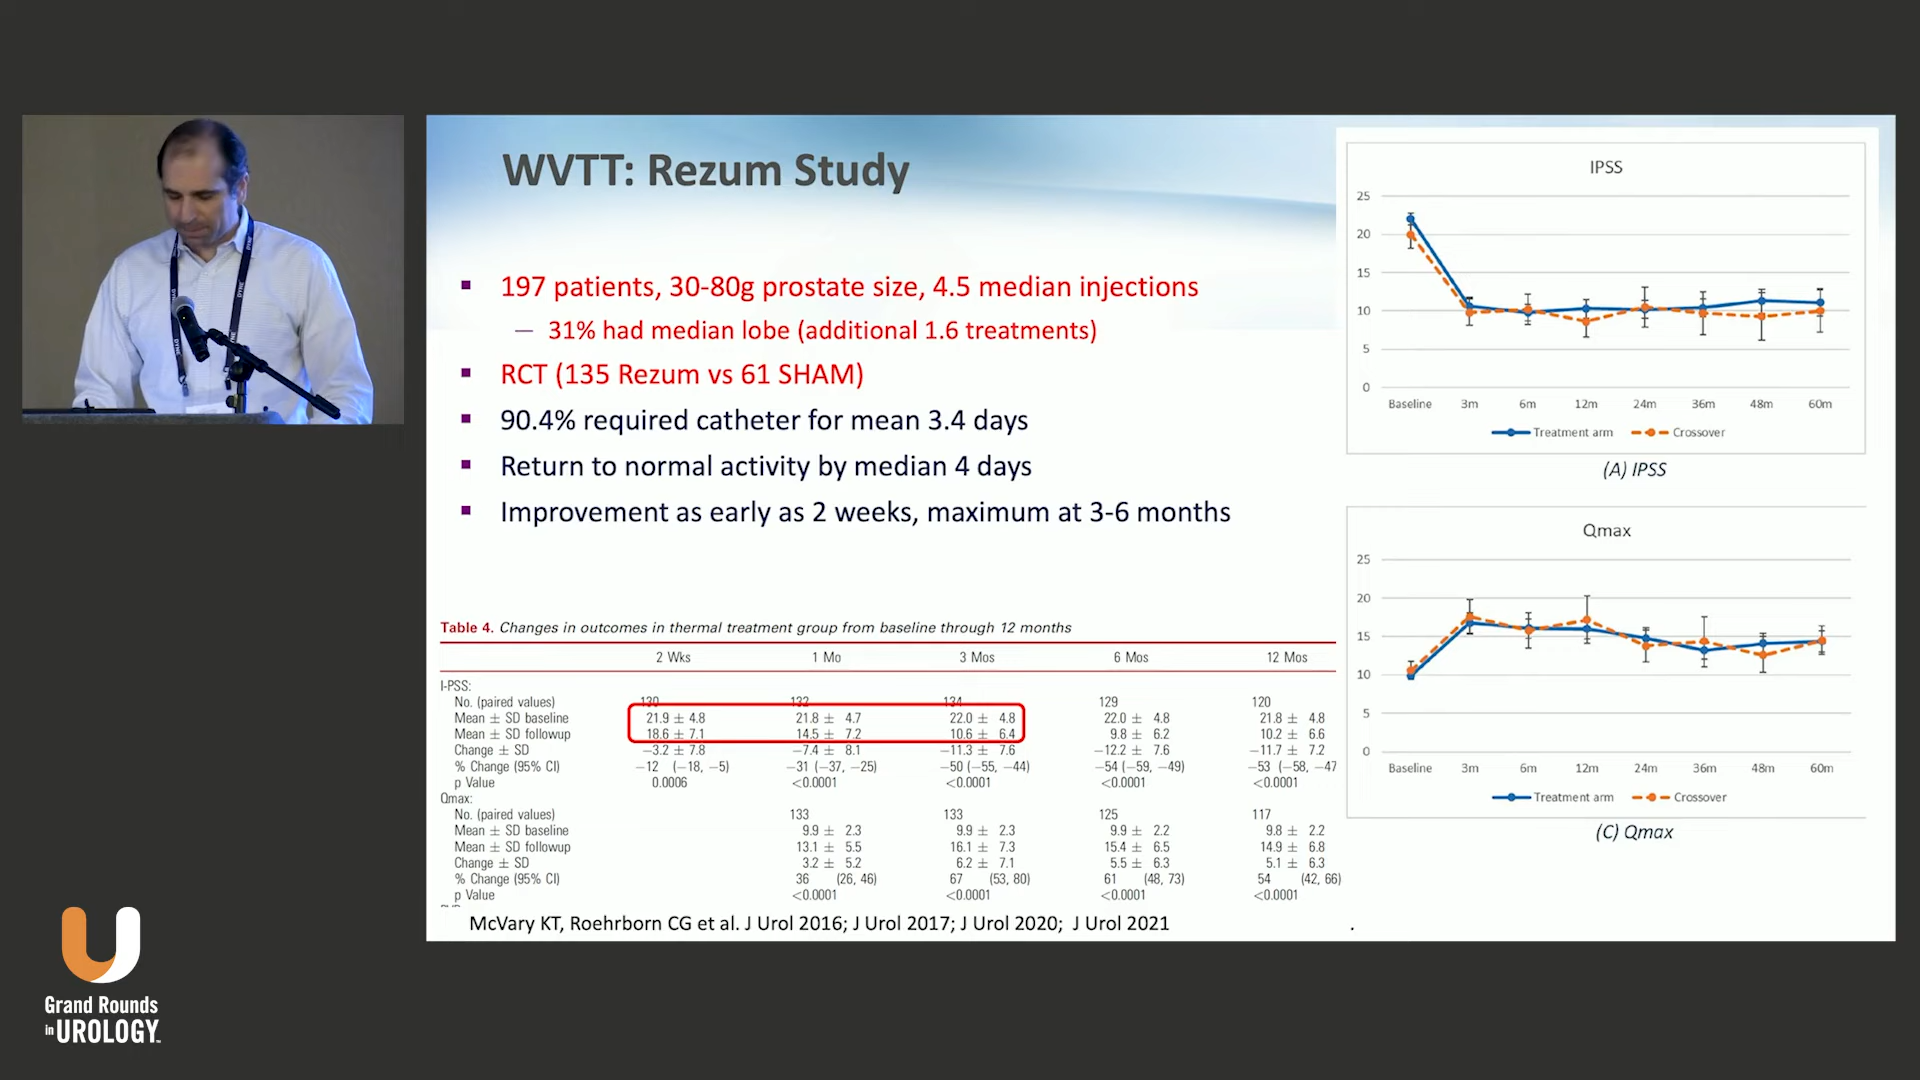 WVTT: Rezum Study
▪ 197 patients, 30-80g prostate size, 4.5 median injections
— 31% had median lobe (additional 1.6 treatments)
▪ RCT (135 Rezum vs 61 SHAM)
▪ 90.4% required catheter for mean 3.4 days
▪ Return to normal activity by median 4 days
▪ Improvement as early as 2 weeks, maximum at 3-6 months
Table 4. Changes in outcomes in thermal treatment group from baseline through 12 months
2 Wks 1 Mo 3 Mos 6 Mos 12 Mos
I-PSS:
No. (paired values) 130 132 134 129 120
Mean ± SD baseline 21.9 ± 4.8 21.8 ± 4.7 22.0 ± 4.8 22.0 ± 4.8 21.8 ± 4.8
Mean ± SD followup 18.6 ± 7.1 14.5 ± 7.2 10.6 ± 6.4 9.8 ± 6.2 10.2 ± 6.6
Change ± SD −3.2 ± 7.8 −7.4 ± 8.1 −11.3 ± 7.6 −12.2 ± 7.6 −11.7 ± 7.2
% Change (95% CI) −12 (−18, −5) −31 (−37, −25) −50 (−55, −44) −54 (−59, −49) −53 (−58, −47
p Value 0.0006 <0.0001 <0.0001 <0.0001 <0.0001
Qmax:
No. (paired values) 133 133 125 117
Mean ± SD baseline 9.9 ± 2.3 9.9 ± 2.3 9.9 ± 2.2 9.8 ± 2.2
Mean ± SD followup 13.1 ± 5.5 16.1 ± 7.3 15.4 ± 6.5 14.9 ± 6.8
Change ± SD 3.2 ± 5.2 6.2 ± 7.1 5.5 ± 6.3 5.1 ± 6.3
% Change (95% CI) 36 (26, 46) 67 (53, 80) 61 (48, 73) 54 (42, 66)
p Value <0.0001 <0.0001 <0.0001 <0.0001
McVary KT, Roehrborn CG et al. J Urol 2016; J Urol 2017; J Urol 2020; J Urol 2021 .
IPSS
25
20
15
10
5
0
Baseline 3m 6m 12m 24m 36m 48m 60m
Treatment arm Crossover
(A) IPSS
Qmax
25
20
15
10
5
0
Baseline 3m 6m 12m 24m 36m 48m 60m
Treatment arm Crossover
(C) Qmax
Grand Rounds
in UROLOGY™